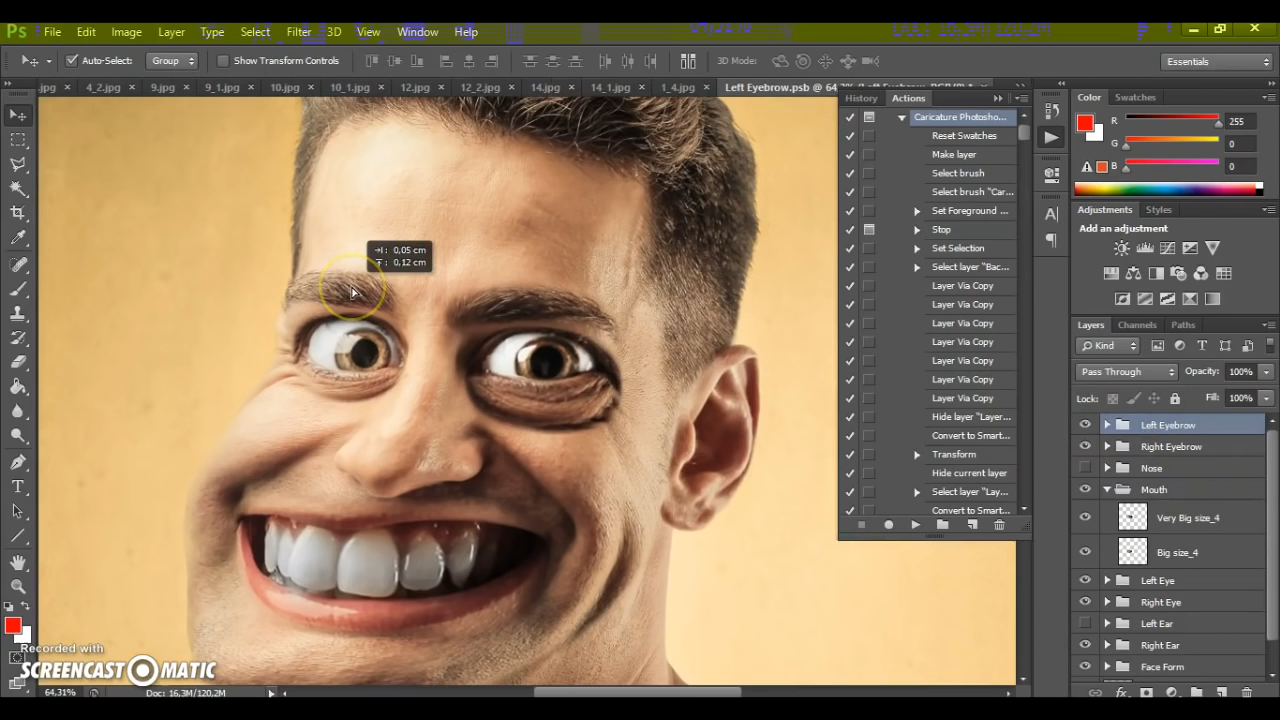 Ps File Edit Image Layer Type Select Filter 3D View Window Help
Auto-Select: Group Show Transform Controls 3D Mode: Essentials
.jpg × 4_2.jpg × 9.jpg × 9_1.jpg × 10.jpg × 10_1.jpg × 12.jpg × 12_2.jpg × 14.jpg × 14_1.jpg × 1_4.jpg × Left Eyebrow.psb @ 64,
History Actions
Caricature Photosho...
Reset Swatches
Make layer
Select brush
Select brush "Car...
Set Foreground ...
Stop
Set Selection
Select layer "Bac...
Layer Via Copy
Layer Via Copy
Layer Via Copy
Layer Via Copy
Layer Via Copy
Layer Via Copy
Layer Via Copy
Hide layer "Layer...
Convert to Smart...
Transform
Hide current layer
Select layer "Lay...
Convert to Smart...
Color Swatches
R 255
G 0
B 0
Adjustments Styles
Layers Channels Paths
Kind
Pass Through Opacity: 100%
Lock: Fill: 100%
Left Eyebrow
Right Eyebrow
Nose
Mouth
Very Big size_4
Big size_4
Left Eye
Right Eye
Left Ear
Right Ear
Face Form
fx
: 0,05 cm
: 0,12 cm
Recorded with
SCREENCAST MATIC
64,31% Doc: 16,3M/120,2M